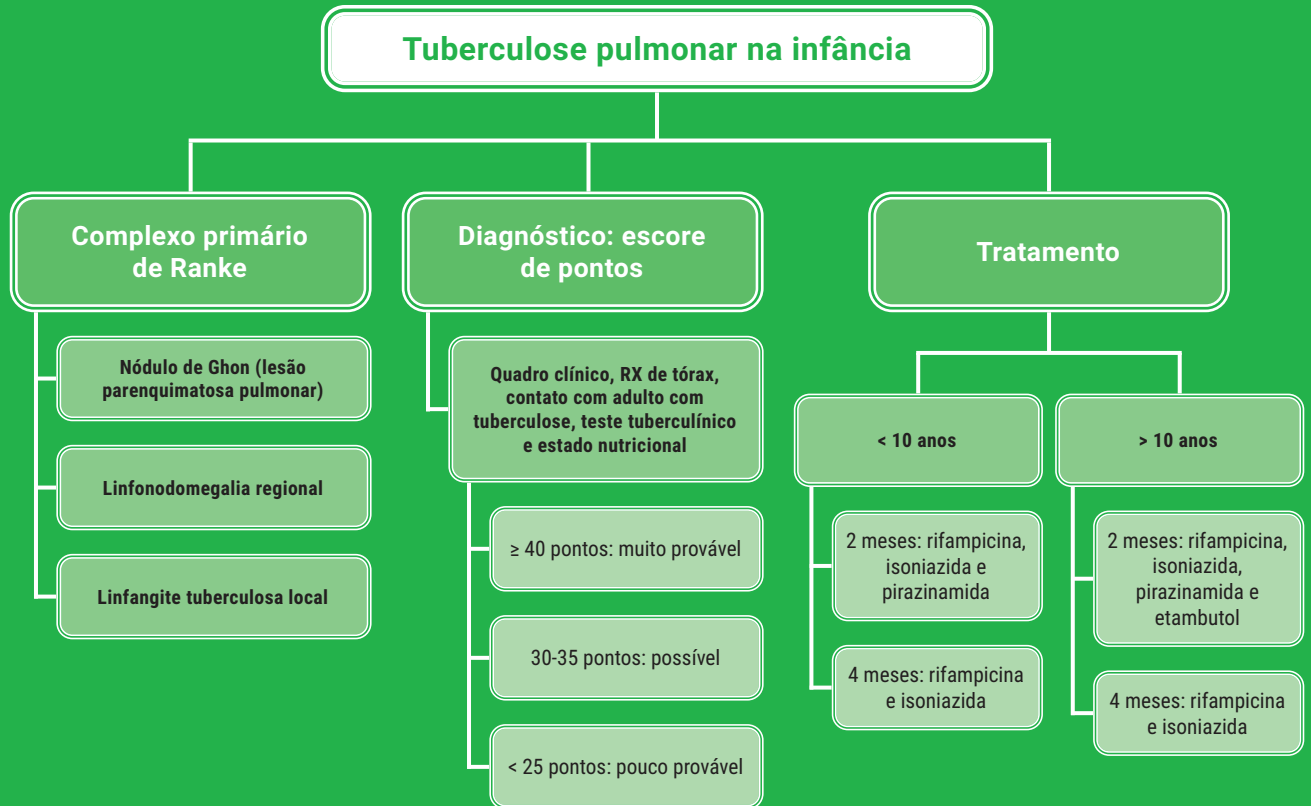 Tuberculose pulmonar na infância
Complexo primário
de Ranke
Nódulo de Ghon (lesão
parenquimatosa pulmonar)
Linfonodomegalia regional
Linfangite tuberculosa local
Diagnóstico: escore
de pontos
Quadro clínico, RX de tórax,
contato com adulto com
tuberculose, teste tuberculínico
e estado nutricional
≥ 40 pontos: muito provável
30-35 pontos: possível
< 25 pontos: pouco provável
Tratamento
< 10 anos
2 meses: rifampicina,
isoniazida e
pirazinamida
4 meses: rifampicina
e isoniazida
> 10 anos
2 meses: rifampicina,
isoniazida,
pirazinamida e
etambutol
4 meses: rifampicina
e isoniazida